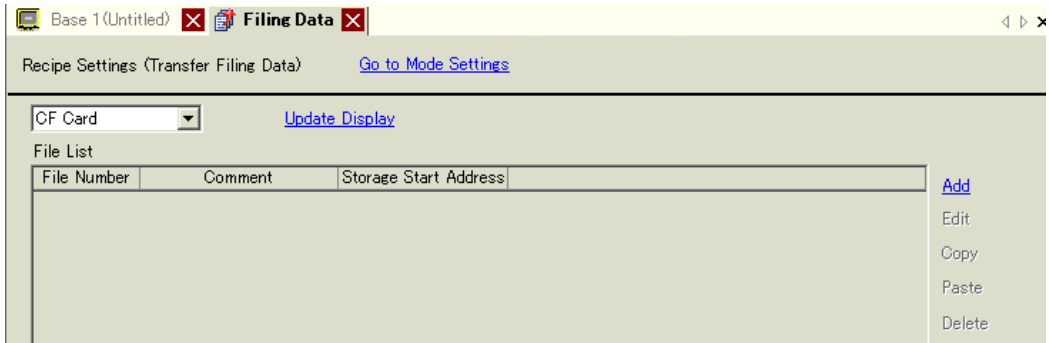 Base 1(Untitled) Filing Data
Recipe Settings (Transfer Filing Data) Go to Mode Settings
CF Card Update Display
File List
File Number Comment Storage Start Address
Add
Edit
Copy
Paste
Delete